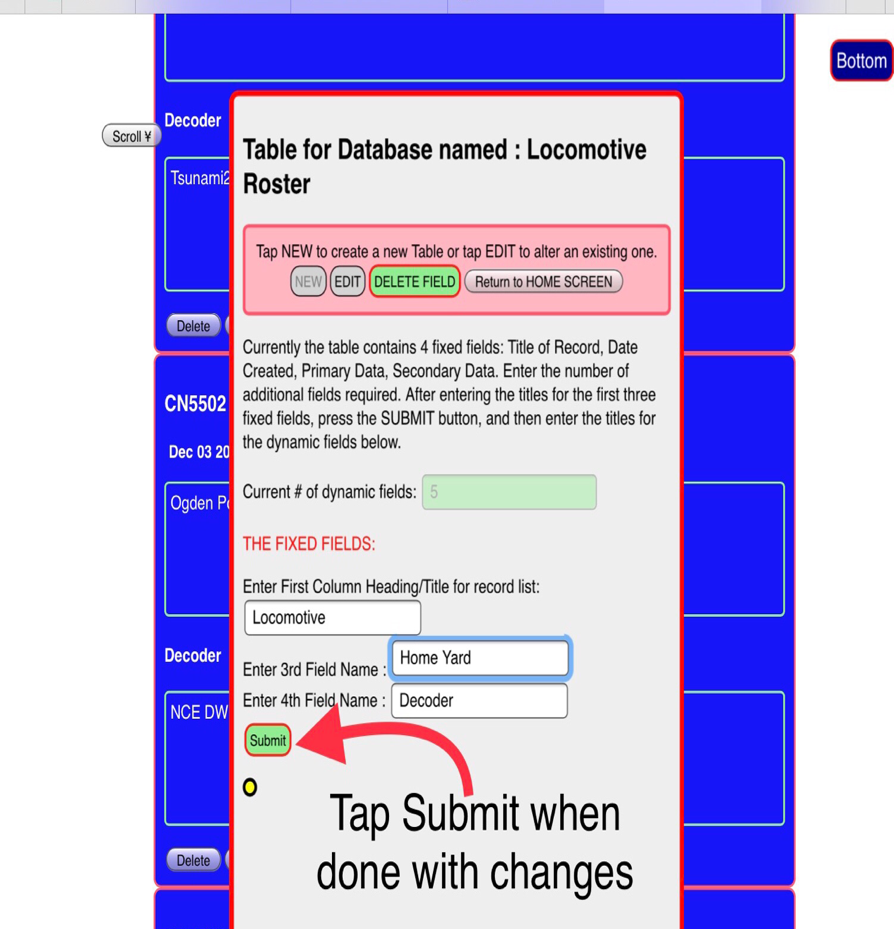 Bottom
Decoder
Scroll ¥
Tsunami2
Delete
CN5502
Dec 03 20
Ogden Po
Decoder
NCE DW
Delete
Table for Database named : Locomotive
Roster
Tap NEW to create a new Table or tap EDIT to alter an existing one.
NEW EDIT DELETE FIELD Return to HOME SCREEN
Currently the table contains 4 fixed fields: Title of Record, Date
Created, Primary Data, Secondary Data. Enter the number of
additional fields required. After entering the titles for the first three
fixed fields, press the SUBMIT button, and then enter the titles for
the dynamic fields below.
Current # of dynamic fields: 5
THE FIXED FIELDS:
Enter First Column Heading/Title for record list:
Locomotive
Enter 3rd Field Name : Home Yard
Enter 4th Field Name : Decoder
Submit
Tap Submit when
done with changes